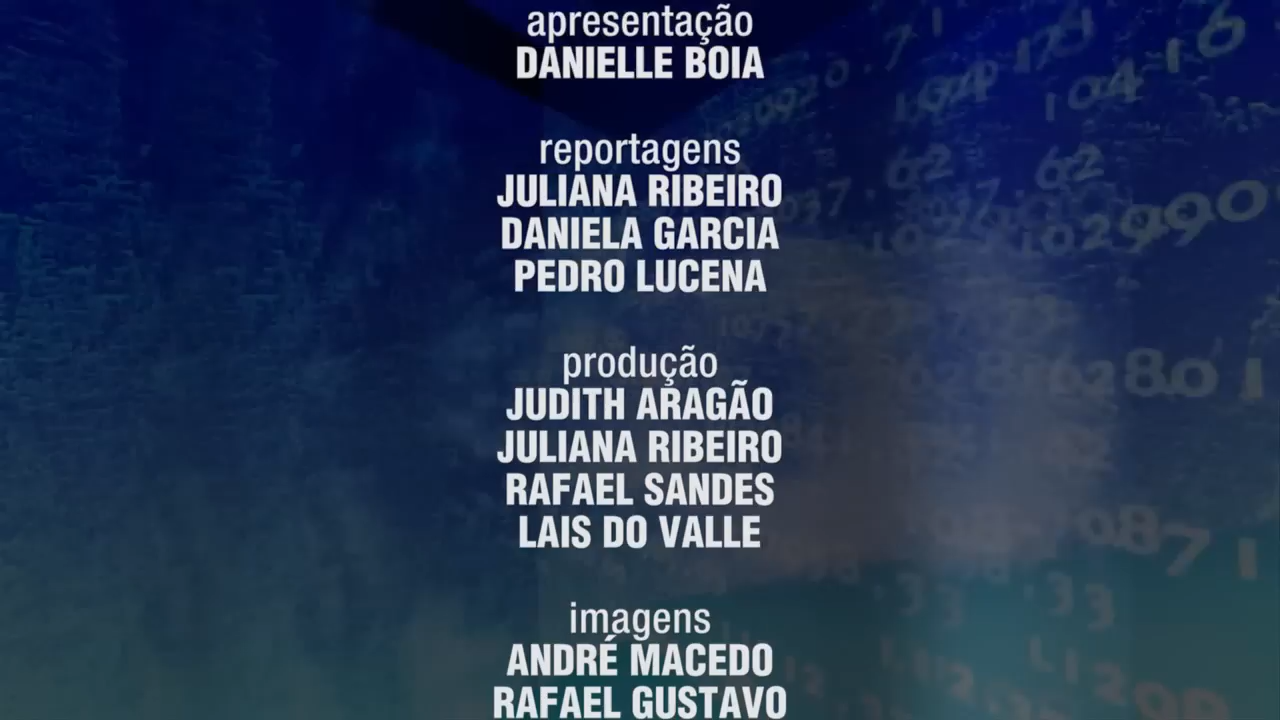 apresentação
DANIELLE BOIA
reportagens
JULIANA RIBEIRO
DANIELA GARCIA
PEDRO LUCENA
produção
JUDITH ARAGÃO
JULIANA RIBEIRO
RAFAEL SANDES
LAIS DO VALLE
imagens
ANDRÉ MACEDO
RAFAEL GUSTAVO